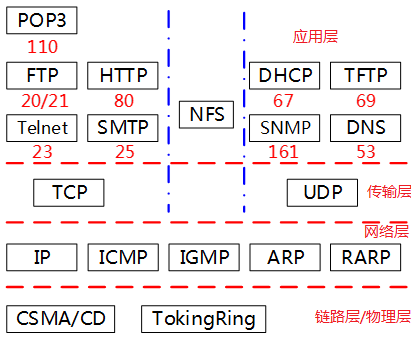 POP3 应用层
110
FTP HTTP DHCP TFTP
20/21 80 67 69
NFS
Telnet SMTP SNMP DNS
23 25 161 53
TCP UDP 传输层
网络层
IP ICMP IGMP ARP RARP
CSMA/CD TokingRing 链路层/物理层